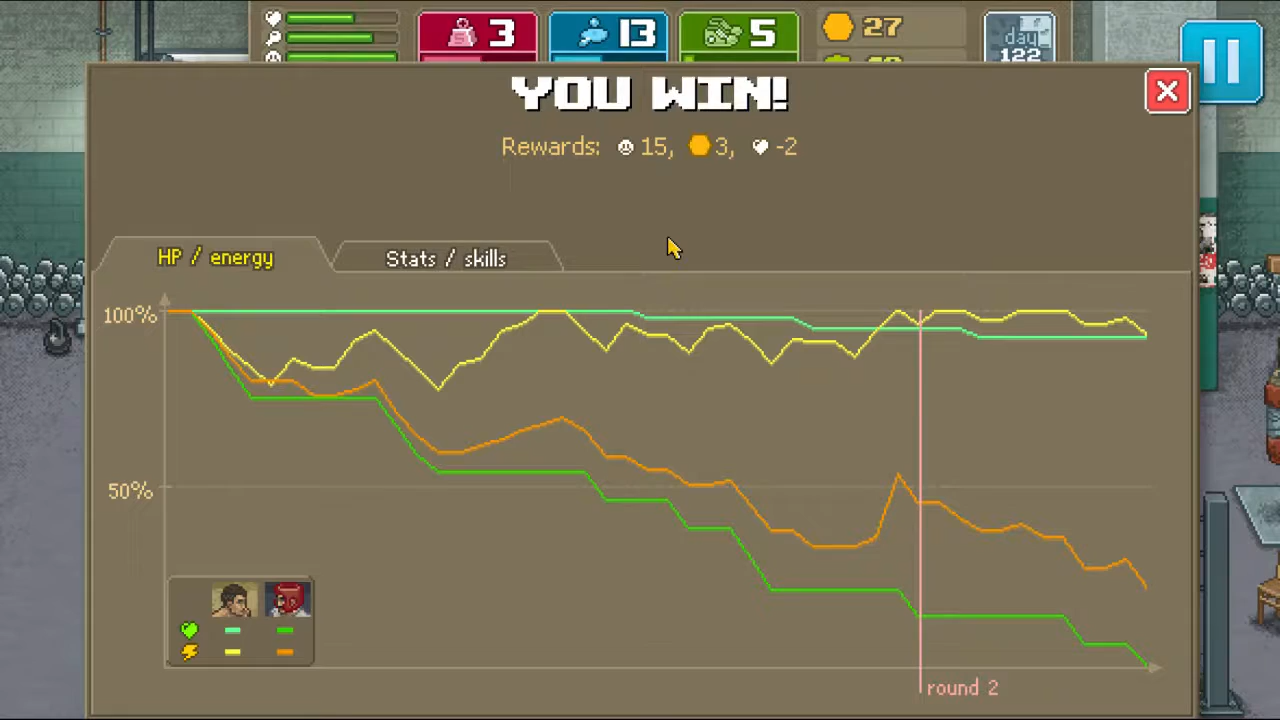 3 13 5 27 day
122
YOU WIN!
Rewards: 15, 3, -2
HP / energy
Stats / skills
100%
50%
round 2